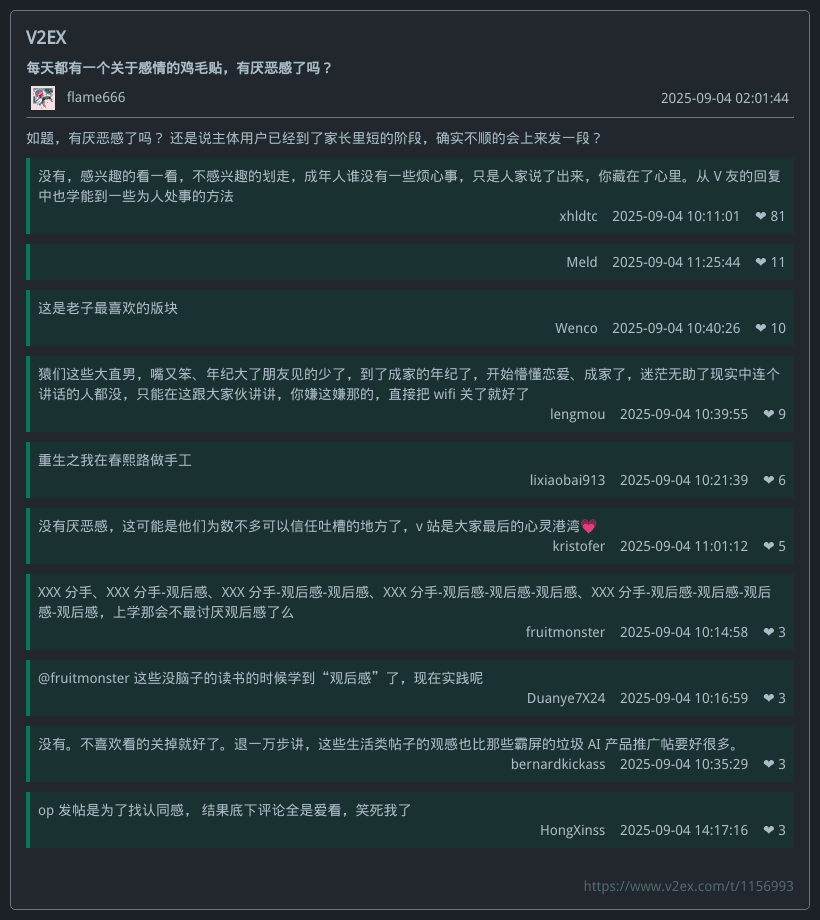 V2EX
每天都有一个关于感情的鸡毛贴，有厌恶感了吗？
flame666 2025-09-04 02:01:44
如题，有厌恶感了吗？ 还是说主体用户已经到了家长里短的阶段，确实不顺的会上来发一段？
没有，感兴趣的看一看，不感兴趣的划走，成年人谁没有一些烦心事，只是人家说了出来，你藏在了心里。从 V 友的回复
中也学能到一些为人处事的方法
xhldtc 2025-09-04 10:11:01 ❤ 81
Meld 2025-09-04 11:25:44 ❤ 11
这是老子最喜欢的版块
Wenco 2025-09-04 10:40:26 ❤ 10
猿们这些大直男，嘴又笨、年纪大了朋友见的少了，到了成家的年纪了，开始懵懂恋爱、成家了，迷茫无助了现实中连个
讲话的人都没，只能在这跟大家伙讲讲，你嫌这嫌那的，直接把 wifi 关了就好了
lengmou 2025-09-04 10:39:55 ❤ 9
重生之我在春熙路做手工
lixiaobai913 2025-09-04 10:21:39 ❤ 6
没有厌恶感，这可能是他们为数不多可以信任吐槽的地方了，v 站是大家最后的心灵港湾💗
kristofer 2025-09-04 11:01:12 ❤ 5
XXX 分手、XXX 分手-观后感、XXX 分手-观后感-观后感、XXX 分手-观后感-观后感-观后感、XXX 分手-观后感-观后感-观后
感-观后感，上学那会不最讨厌观后感了么
fruitmonster 2025-09-04 10:14:58 ❤ 3
@fruitmonster 这些没脑子的读书的时候学到“观后感”了，现在实践呢
Duanye7X24 2025-09-04 10:16:59 ❤ 3
没有。不喜欢看的关掉就好了。退一万步讲，这些生活类帖子的观感也比那些霸屏的垃圾 AI 产品推广帖要好很多。
bernardkickass 2025-09-04 10:35:29 ❤ 3
op 发帖是为了找认同感， 结果底下评论全是爱看，笑死我了
HongXinss 2025-09-04 14:17:16 ❤ 3
https://www.v2ex.com/t/1156993